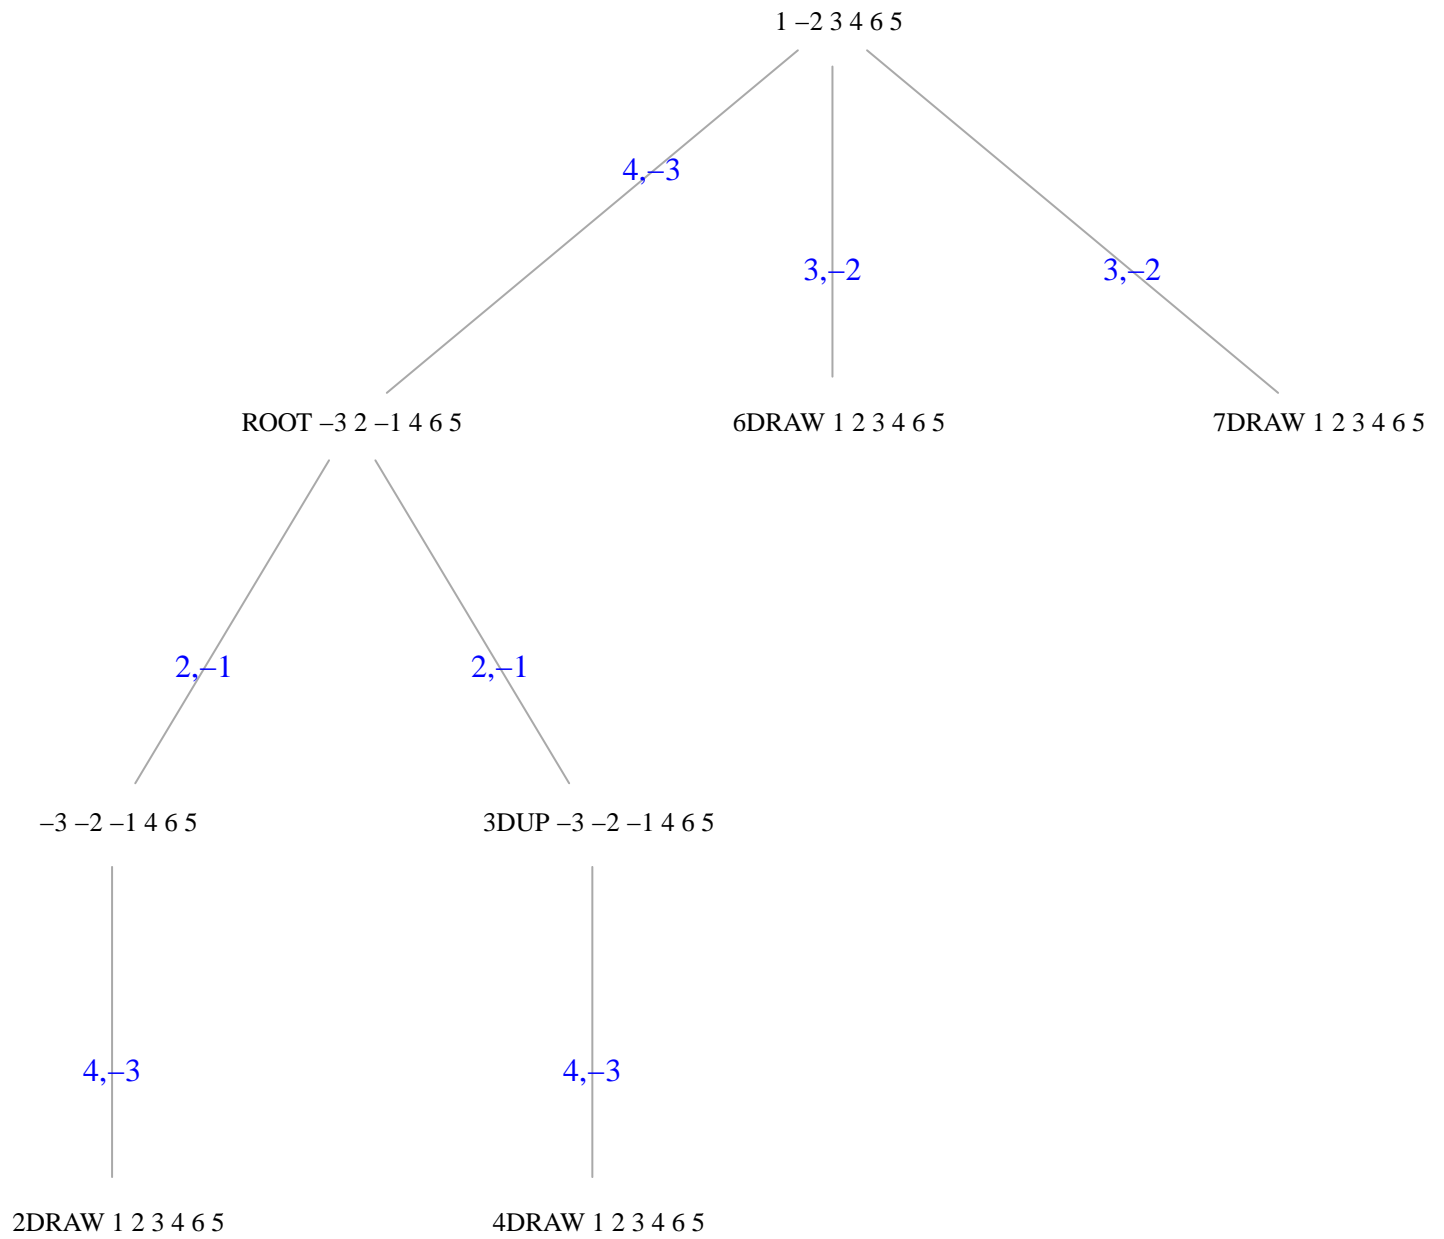 1 –2 3 4 6 5
4,–3
3,–2
3,–2
ROOT –3 2 –1 4 6 5
6DRAW 1 2 3 4 6 5
7DRAW 1 2 3 4 6 5
2,–1
2,–1
–3 –2 –1 4 6 5
3DUP –3 –2 –1 4 6 5
4,–3
4,–3
2DRAW 1 2 3 4 6 5
4DRAW 1 2 3 4 6 5